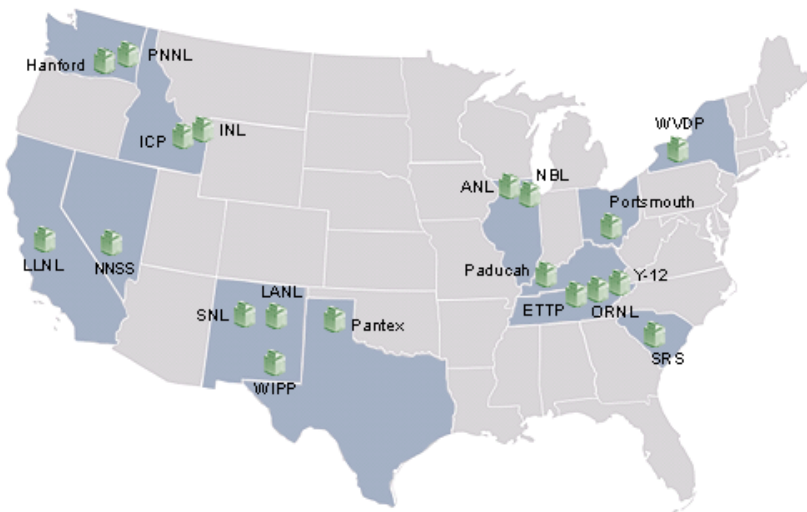 PNNL
Hanford
INL
ICP
WVDP
NBL
ANL
Portsmouth
LLNL
NNSS
Paducah
Y-12
LANL
SNL
ETTP
ORNL
Pantex
SRS
WIPP